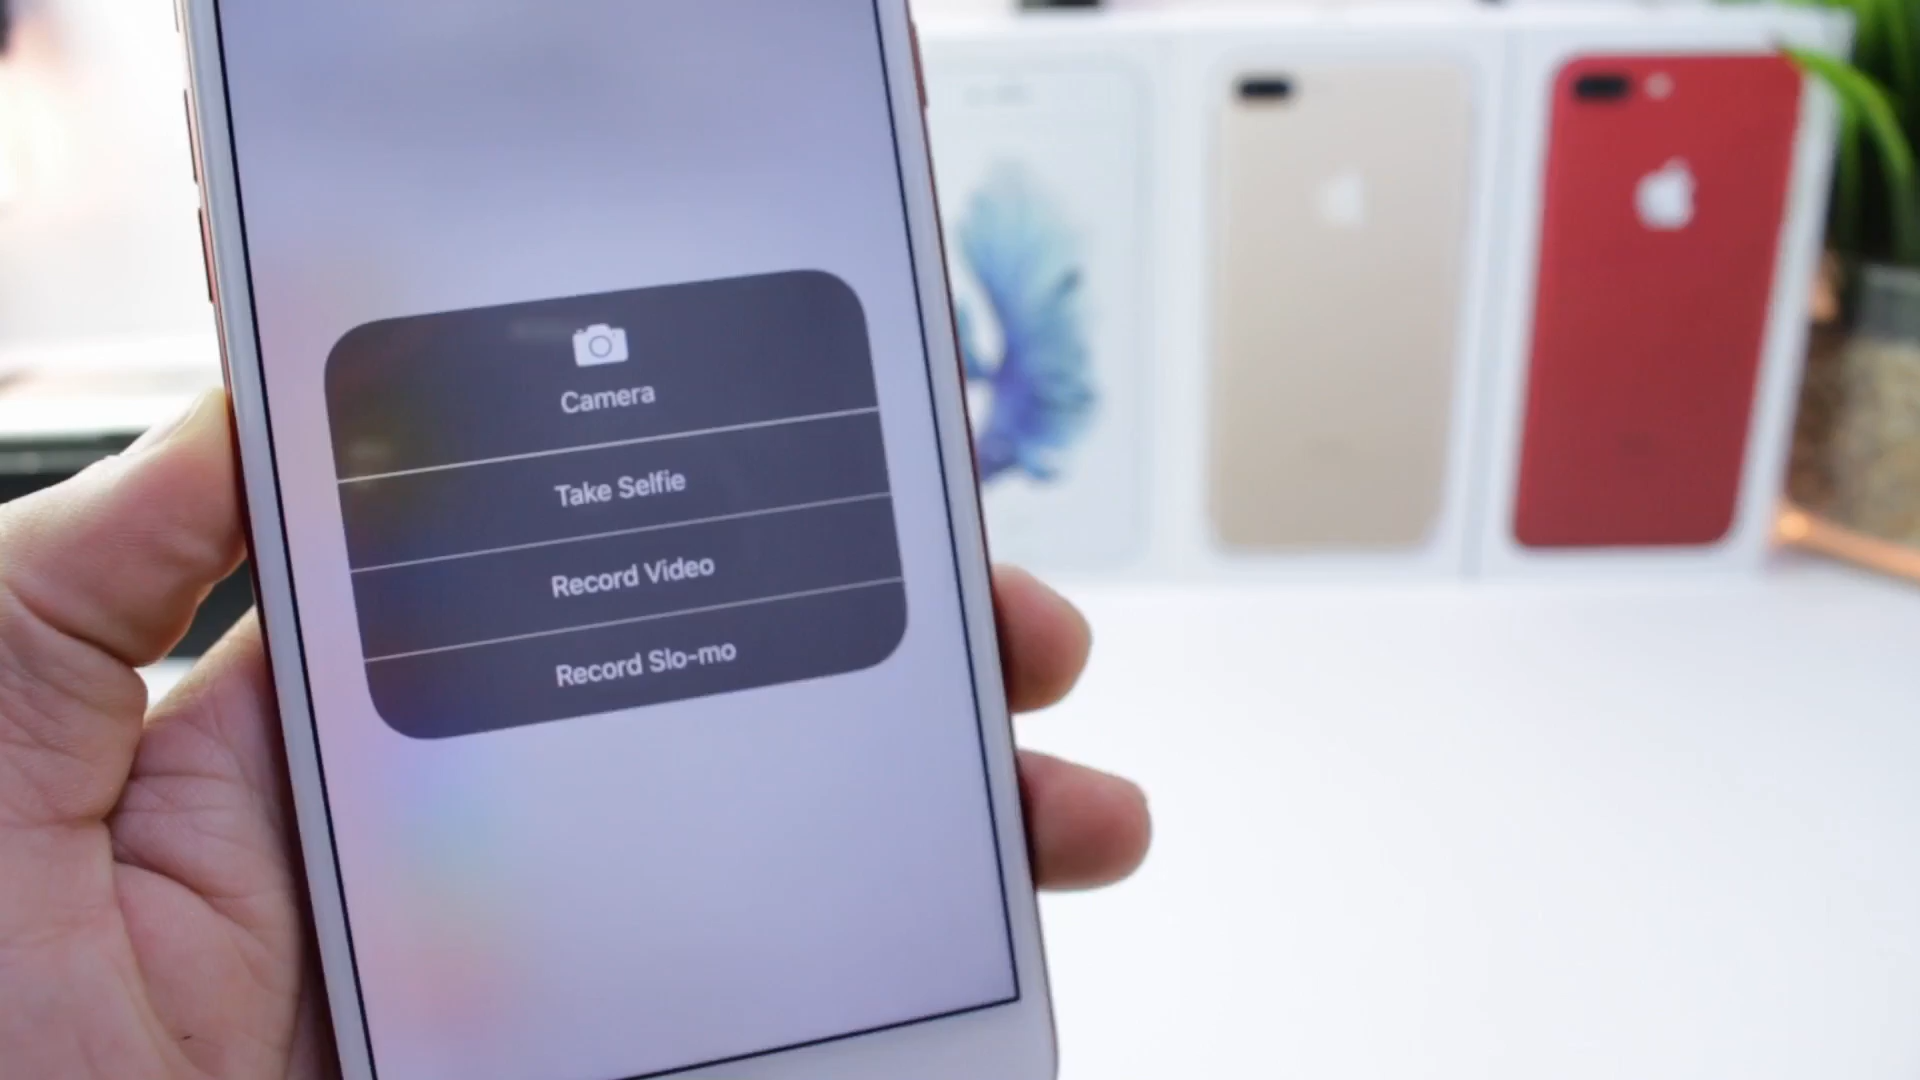 Camera
Take Selfie
Record Video
Record Slo-mo